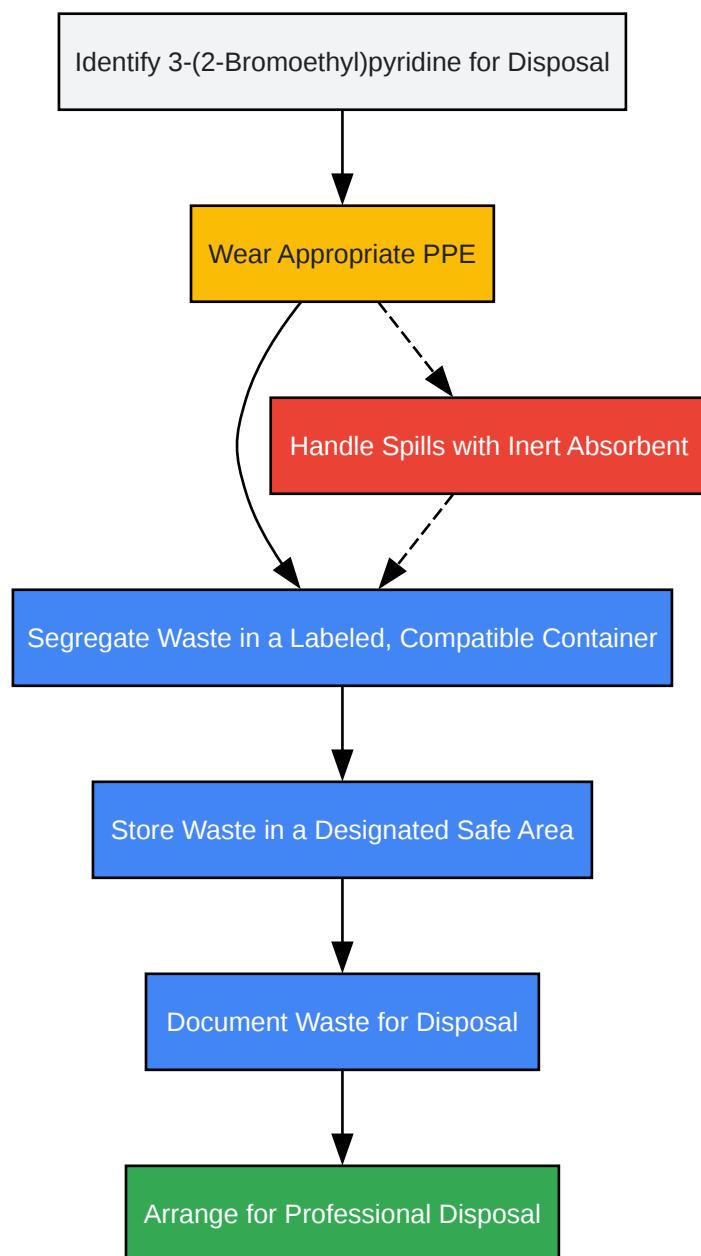 Identify 3-(2-Bromoethyl)pyridine for Disposal
Wear Appropriate PPE
Handle Spills with Inert Absorbent
Segregate Waste in a Labeled, Compatible Container
Store Waste in a Designated Safe Area
Document Waste for Disposal
Arrange for Professional Disposal